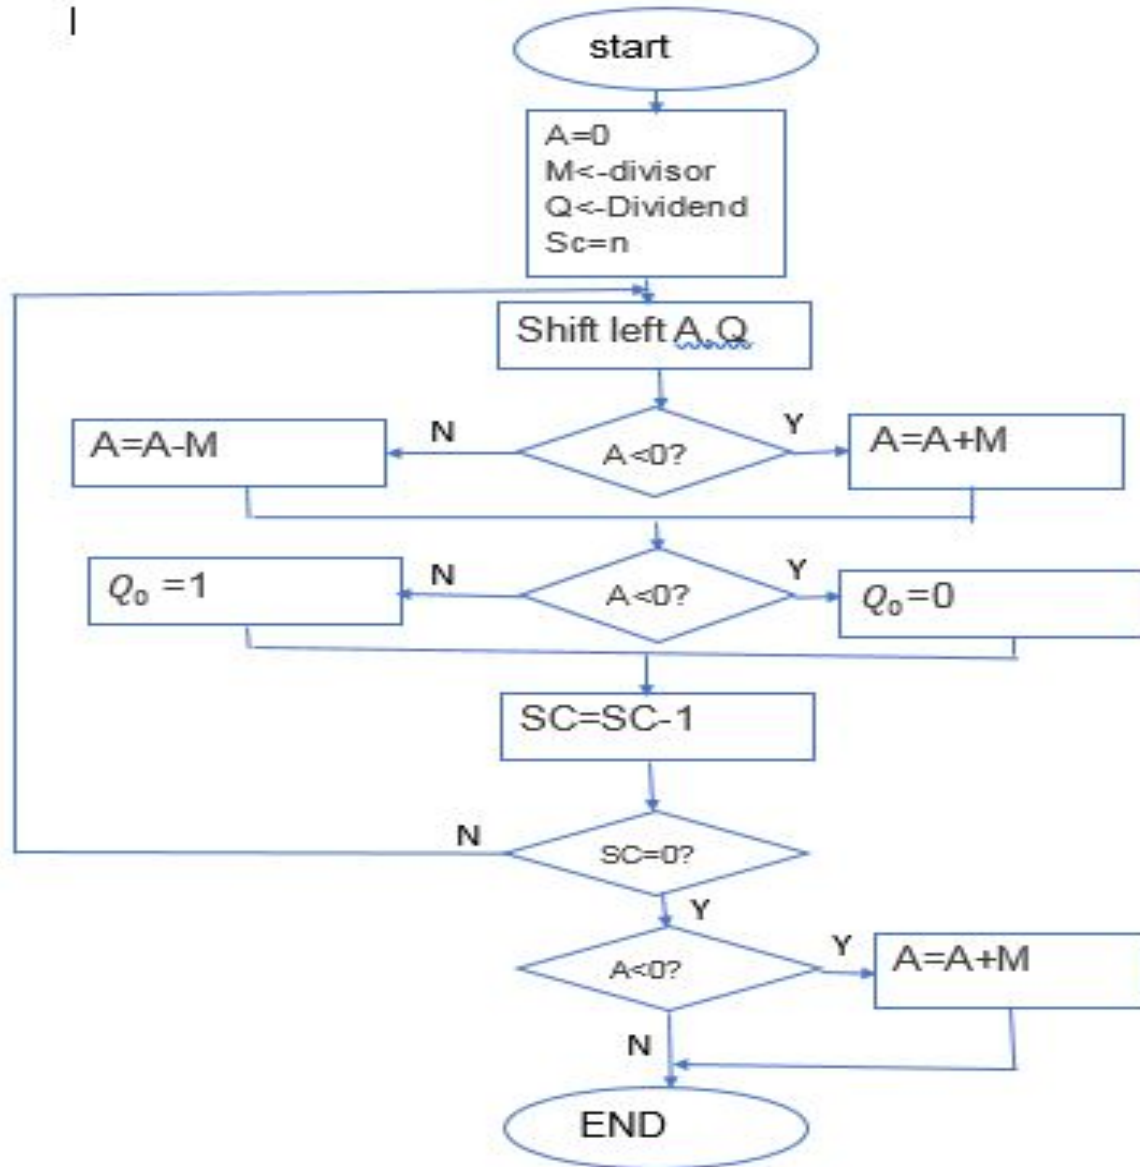 start
A=0
M<-divisor
Q<-Dividend
Sc=n
Shift left A,Q
N
A<0?
Y
A=A-M
A=A+M
N
A<0?
Y
Q₀ =1
Q₀=0
SC=SC-1
N
SC=0?
Y
A<0?
Y
A=A+M
N
END